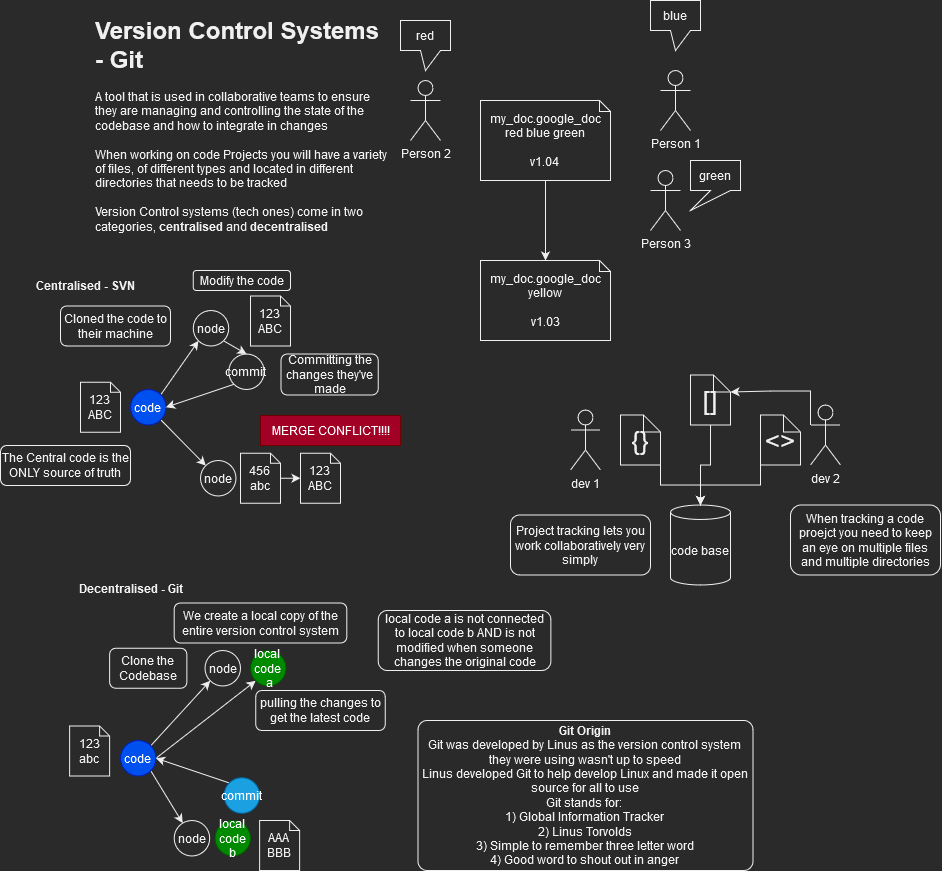 Version Control Systems
- Git
A tool that is used in collaborative teams to ensure
they are managing and controlling the state of the
codebase and how to integrate in changes
When working on code Projects you will have a variety
of files, of different types and located in different
directories that needs to be tracked
Version Control systems (tech ones) come in two
categories, centralised and decentralised
red
Person 2
my_doc.google_doc
red blue green
v1.04
blue
Person 1
green
Person 3
my_doc.google_doc
yellow
v1.03
Centralised - SVN
Modify the code
Cloned the code to
their machine
node
123
ABC
commit
Committing the
changes they've
made
123
ABC
code
MERGE CONFLICT!!!!
The Central code is the
ONLY source of truth
node
456
abc
123
ABC
dev 1
{}
[]
<>
dev 2
Project tracking lets you
work collaboratively very
simply
code base
When tracking a code
proejct you need to keep
an eye on multiple files
and multiple directories
Decentralised - Git
We create a local copy of the
entire version control system
local code a is not connected
to local code b AND is not
modified when someone
changes the original code
Clone the
Codebase
node
local
code
a
pulling the changes to
get the latest code
123
abc
code
commit
node
local
code
b
AAA
BBB
Git Origin
Git was developed by Linus as the version control system
they were using wasn't up to speed
Linus developed Git to help develop Linux and made it open
source for all to use
Git stands for:
1) Global Information Tracker
2) Linus Torvolds
3) Simple to remember three letter word
4) Good word to shout out in anger